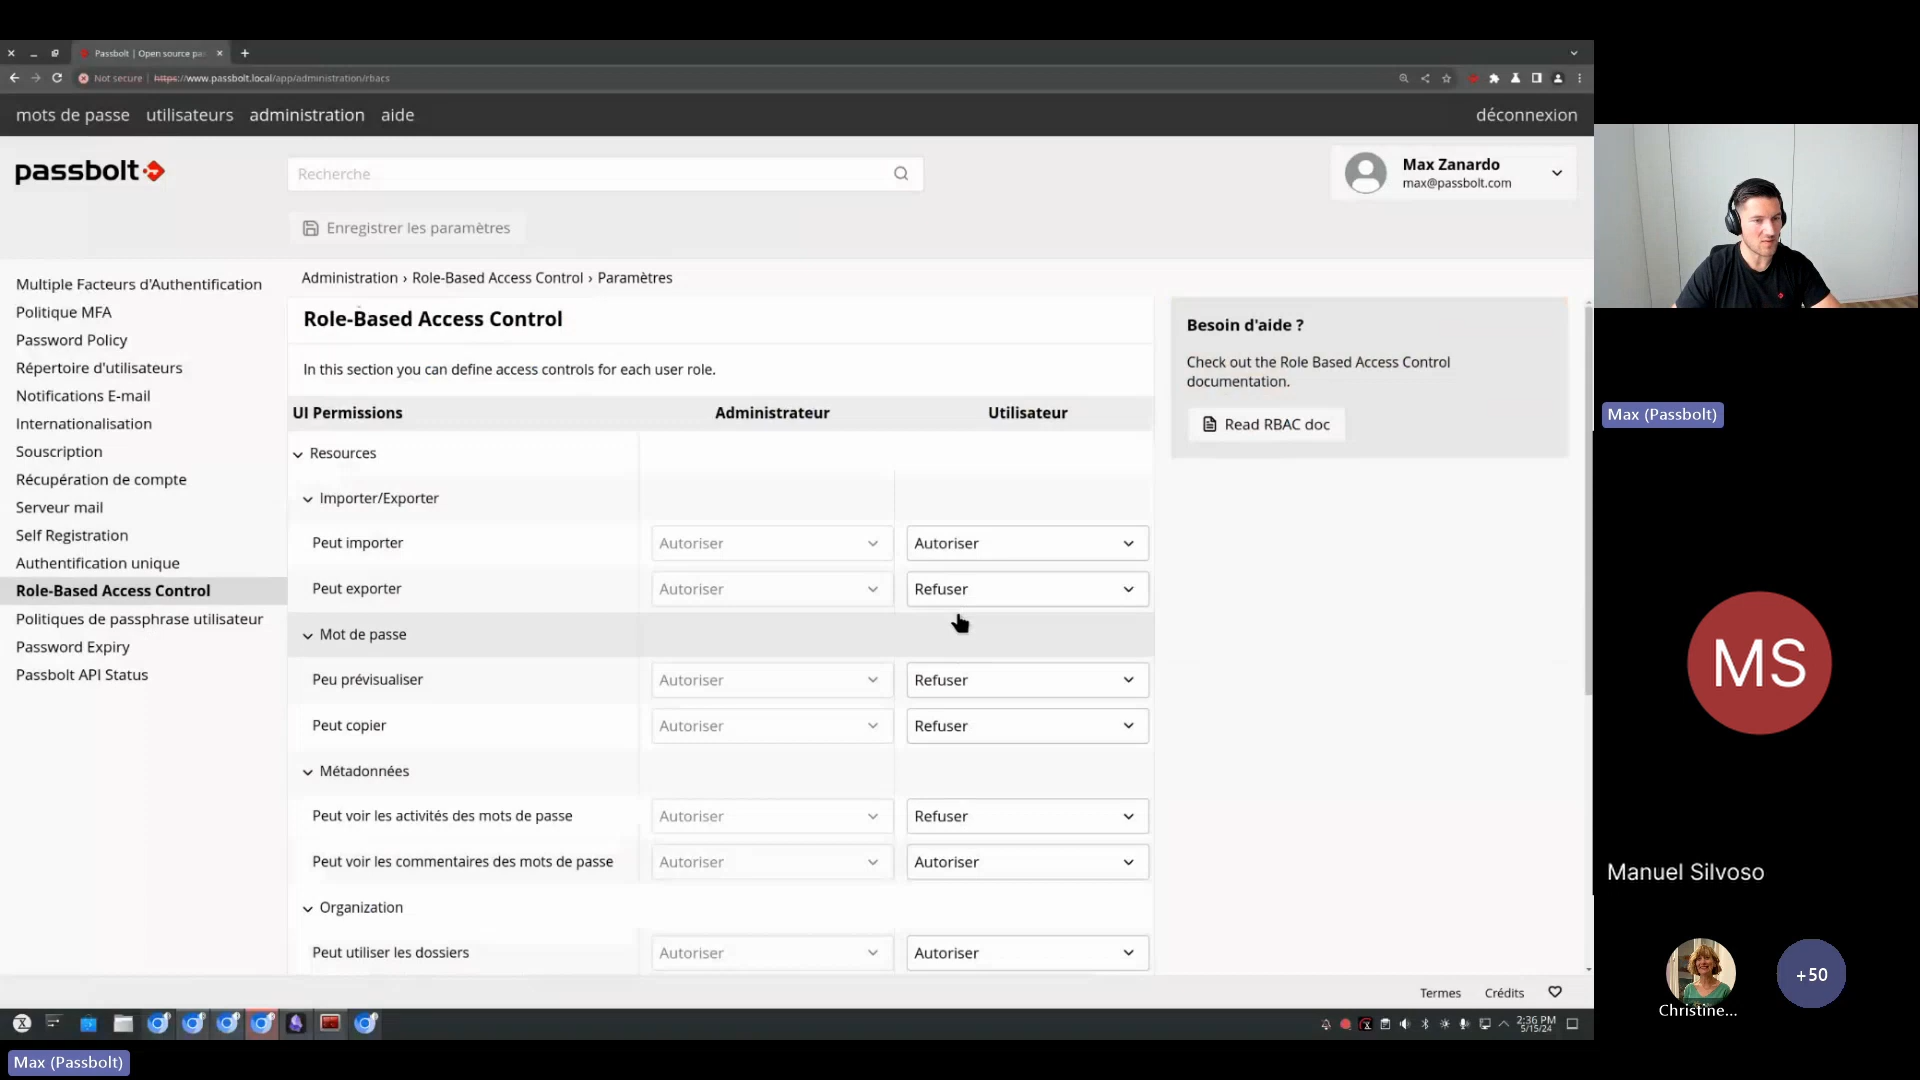 Passbolt | Open source pa
Not secure
https://www.passbolt.local/app/administration/rbacs
mots de passe
utilisateurs
administration
aide
déconnexion
passbolt
Recherche
Max Zanardo
max@passbolt.com
Enregistrer les paramètres
Multiple Facteurs d'Authentification
Politique MFA
Password Policy
Répertoire d'utilisateurs
Notifications E-mail
Internationalisation
Souscription
Récupération de compte
Serveur mail
Self Registration
Authentification unique
Role-Based Access Control
Politiques de passphrase utilisateur
Password Expiry
Passbolt API Status
Administration › Role-Based Access Control › Paramètres
Role-Based Access Control
In this section you can define access controls for each user role.
UI Permissions Administrateur Utilisateur
Resources
Importer/Exporter
Peut importer Autoriser Autoriser
Peut exporter Autoriser Refuser
Mot de passe
Peu prévisualiser Autoriser Refuser
Peut copier Autoriser Refuser
Métadonnées
Peut voir les activités des mots de passe Autoriser Refuser
Peut voir les commentaires des mots de passe Autoriser Autoriser
Organization
Peut utiliser les dossiers Autoriser Autoriser
Besoin d'aide ?
Check out the Role Based Access Control
documentation.
Read RBAC doc
Termes
Crédits
2:36 PM
5/15/24
Max (Passbolt)
Max (Passbolt)
MS
Manuel Silvoso
Christine...
+50